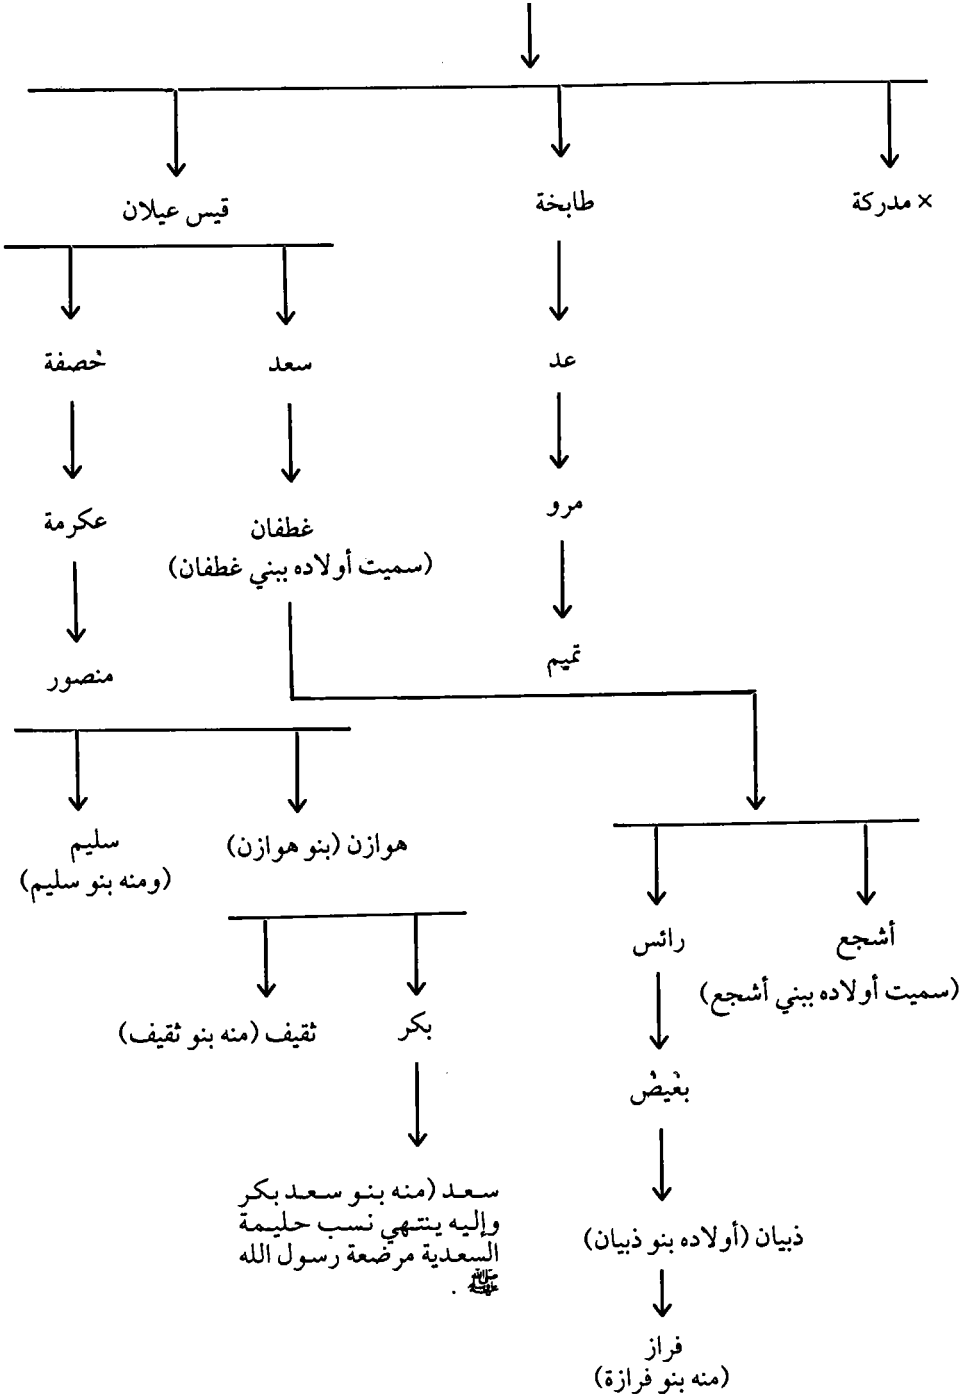 × مدركة
طابخة
قيس عيلان
عد
سعد
خصفة
مرو
غطفان
(سميت أولاده ببني غطفان)
عكرمة
تميم
منصور
هوازن (بنو هوازن)
سليم
(ومنه بنو سليم)
أشجع
(سميت أولاده ببني أشجع)
رائس
بكر
ثقيف (منه بنو ثقيف)
بغيض
سعد (منه بنو سعد بكر
وإليه ينتهي نسب حليمة
السعدية مرضعة رسول الله
ﷺ .
ذبيان (أولاده بنو ذبيان)
فراز
(منه بنو فرازة)